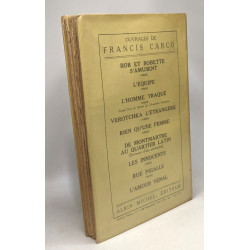 OUVRAGES DE
FRANCIS CARCO
BOB ET BOBETTE
S'AMUSENT
L'ÉQUIPE
L'HOMME TRAQUÉ
VEROTCHKA L'ETRANGÈRE
RIEN QU'UNE FEMME
DE MONTMARTRE
AU QUARTIER LATIN
LES INNOCENTS
RUE PIGALLE
L'AMOUR VÉNAL
ALBIN MICHEL, ÉDITEUR